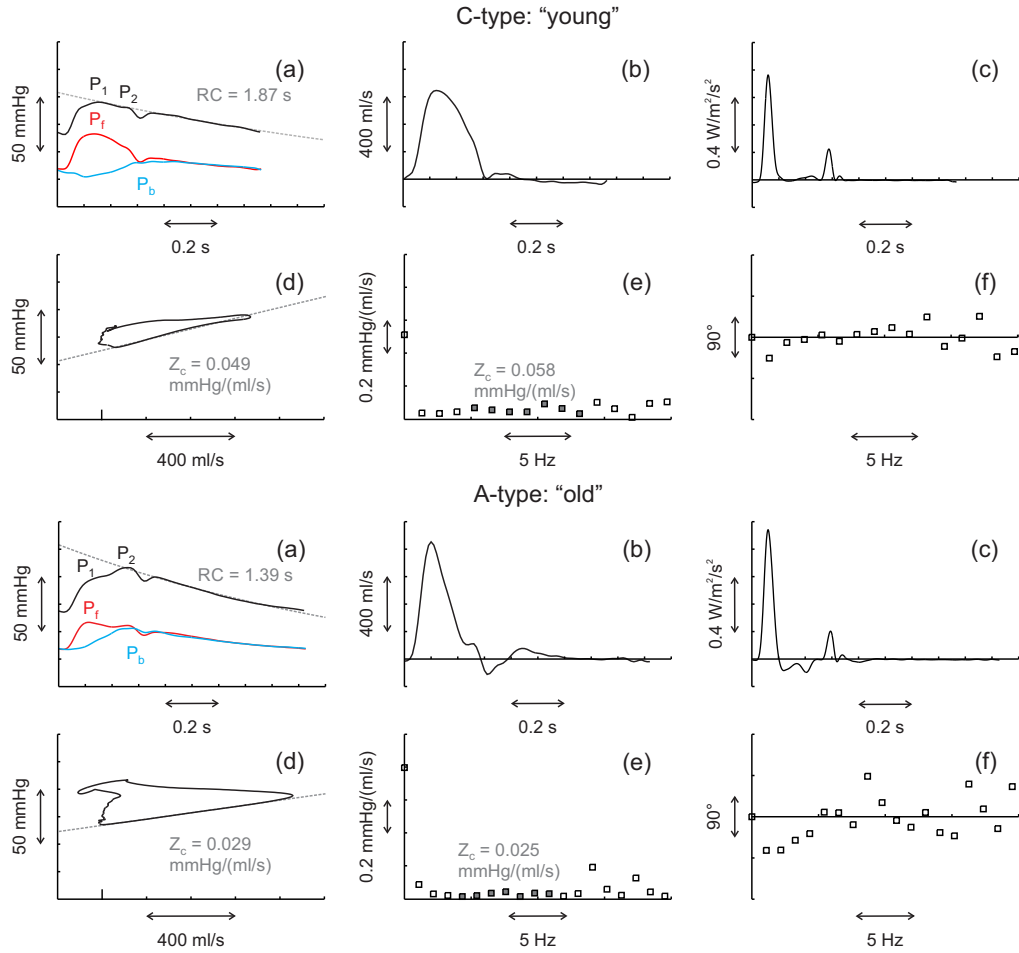 C-type: “young”
50 mmHg
P1
P2
(a)
RC = 1.87 s
Pf
Pb
0.2 s
400 ml/s
(b)
0.2 s
0.4 W/m²/s²
(c)
0.2 s
50 mmHg
(d)
Zc = 0.049
mmHg/(ml/s)
400 ml/s
0.2 mmHg/(ml/s)
(e)
Zc = 0.058
mmHg/(ml/s)
5 Hz
90°
(f)
5 Hz
A-type: “old”
50 mmHg
P1
P2
(a)
RC = 1.39 s
Pf
Pb
0.2 s
400 ml/s
(b)
0.2 s
0.4 W/m²/s²
(c)
0.2 s
50 mmHg
(d)
Zc = 0.029
mmHg/(ml/s)
400 ml/s
0.2 mmHg/(ml/s)
(e)
Zc = 0.025
mmHg/(ml/s)
5 Hz
90°
(f)
5 Hz